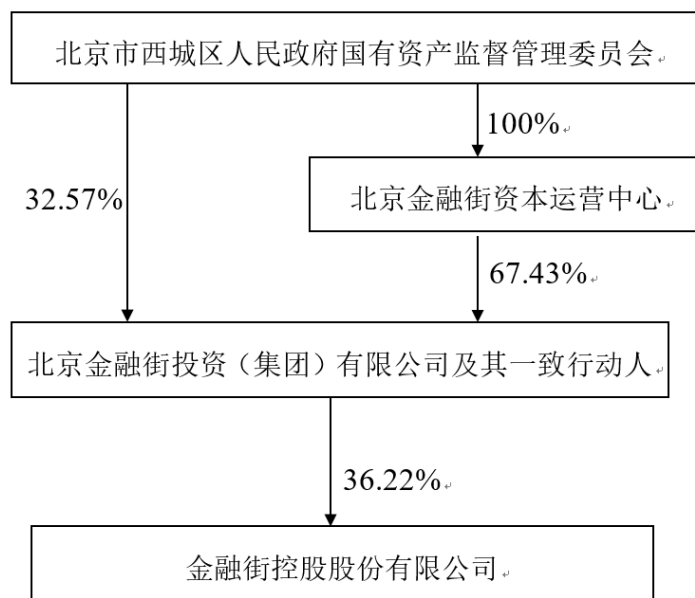 北京市西城区人民政府国有资产监督管理委员会
100%
32.57%
北京金融街资本运营中心
67.43%
北京金融街投资（集团）有限公司及其一致行动人
36.22%
金融街控股股份有限公司